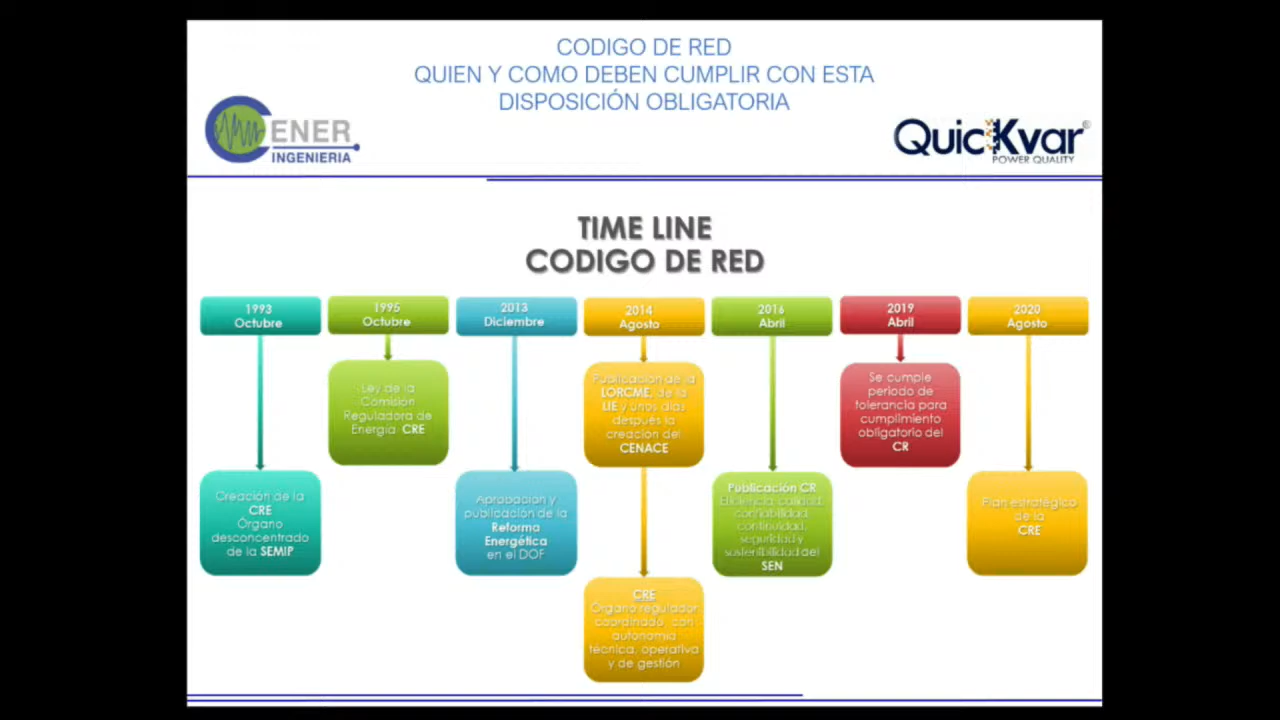 CODIGO DE RED
QUIEN Y COMO DEBEN CUMPLIR CON ESTA
DISPOSICIÓN OBLIGATORIA
CENER
INGENIERIA
QuicKvar®
POWER QUALITY
TIME LINE
CODIGO DE RED
1993
Octubre
Creación de la
CRE
Órgano
desconcentrado
de la SEMIP
1995
Octubre
Ley de la
Comisión
Reguladora de
Energía CRE
2013
Diciembre
Aprobación y
publicación de la
Reforma
Energética
en el DOF
2014
Agosto
Publicación de la
LORCME, de la
LIE y unos días
después la
creación del
CENACE
CRE
Órgano regulador
coordinado, con
autonomía
técnica, operativa
y de gestión
2016
Abril
Publicación CR
Eficiencia, calidad,
confiabilidad,
continuidad,
seguridad y
sustentibilidad del
SEN
2019
Abril
Se cumple
periodo de
tolerancia para
cumplimiento
obligatorio del
CR
2020
Agosto
Plan estratégico
de la
CRE